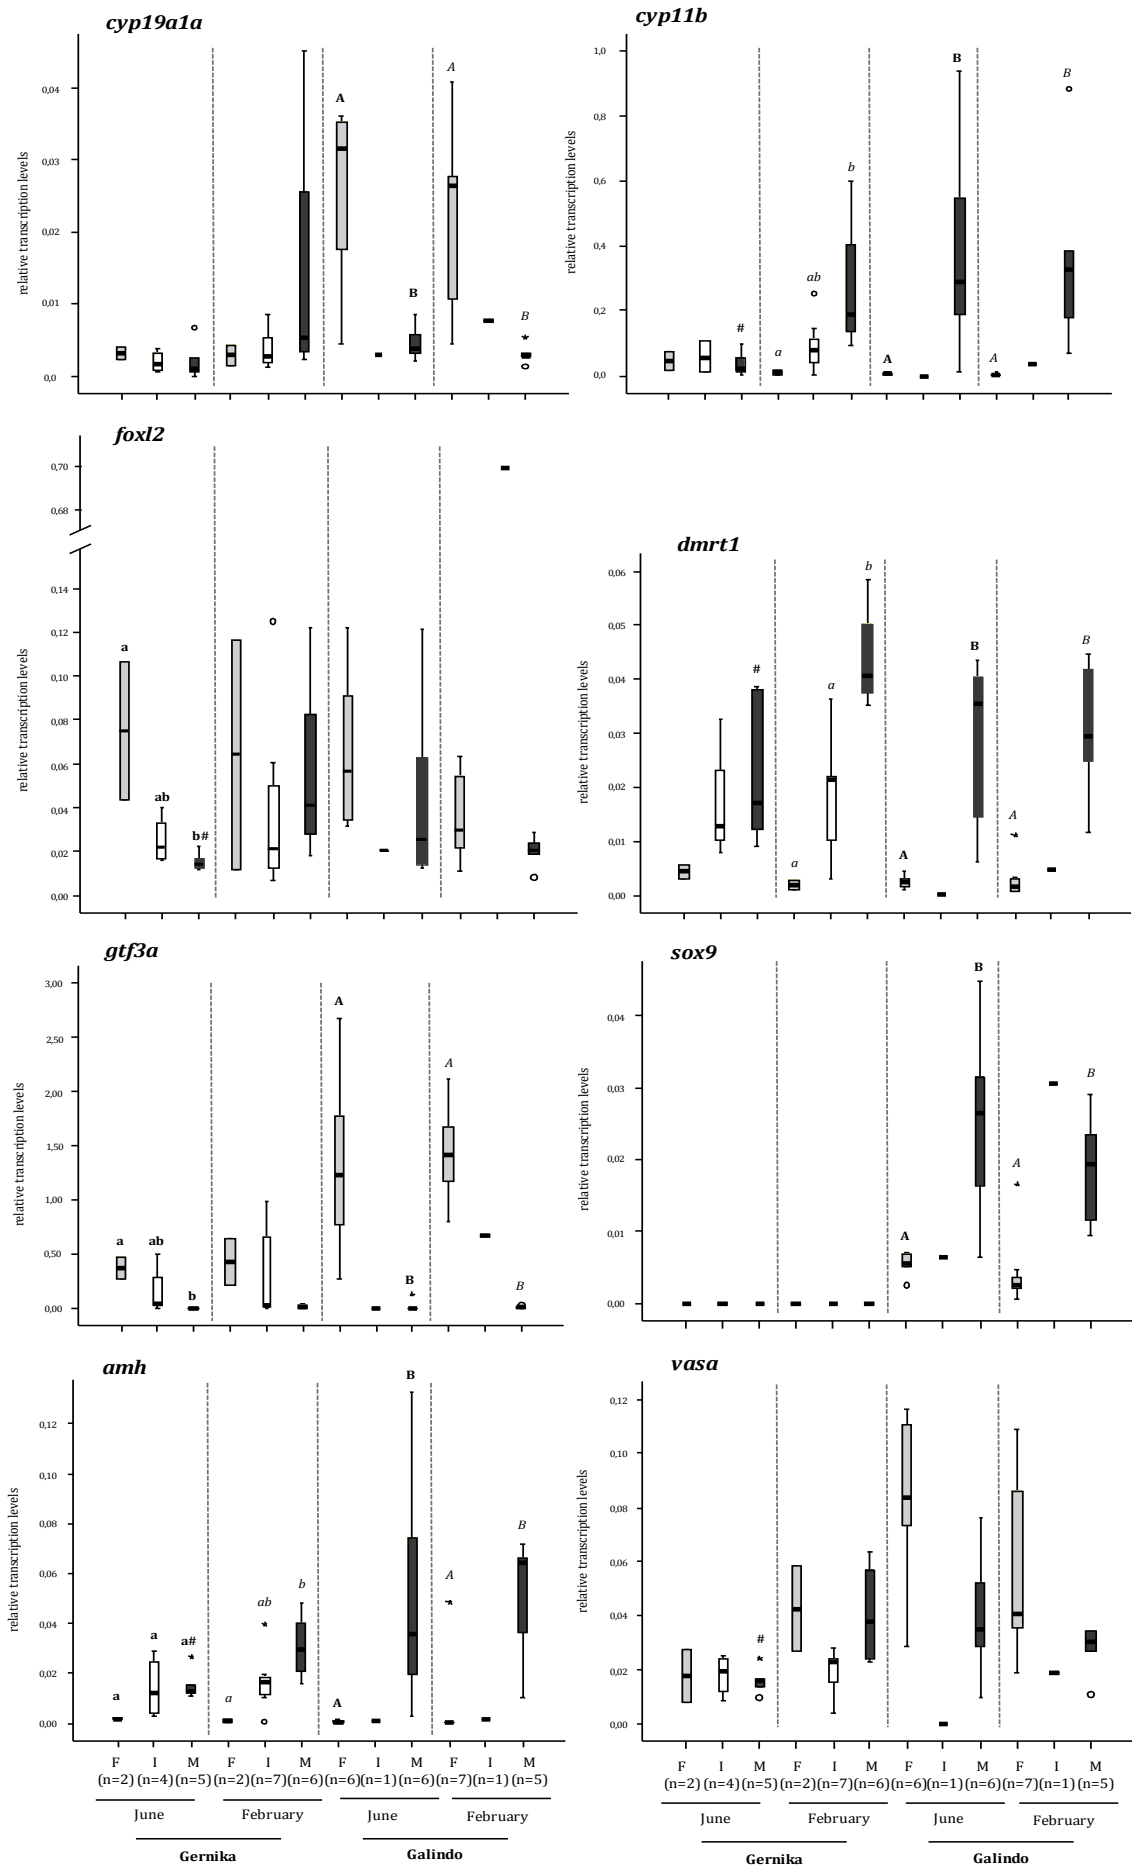 cyp19a1a
relative transcription levels
0,04
0,03
0,02
0,01
0,0
A
B
A
B
cyp11b
relative transcription levels
1,0
0,8
0,6
0,4
0,2
0,0
#
a
ab
b
A
B
A
B
foxl2
relative transcription levels
0,70
0,68
0,14
0,12
0,10
0,08
0,06
0,04
0,02
0,00
a
ab
b#
dmrt1
relative transcription levels
0,06
0,05
0,04
0,03
0,02
0,01
0,00
#
a
a
b
A
B
A
B
gtf3a
relative transcription levels
3,00
2,50
2,00
1,50
1,00
0,50
0,00
a
ab
b
A
B
A
B
sox9
relative transcription levels
0,04
0,03
0,02
0,01
0,00
A
B
A
B
amh
relative transcription levels
0,12
0,10
0,08
0,06
0,04
0,02
0,00
a
a
a#
a
ab
b
A
B
A
B
F I M F I M F I M F I M
(n=2) (n=4) (n=5) (n=2) (n=7) (n=6) (n=6) (n=1) (n=6) (n=7) (n=1) (n=5)
June February June February
Gernika Galindo
vasa
relative transcription levels
0,12
0,10
0,08
0,06
0,04
0,02
0,00
#
F I M F I M F I M F I M
(n=2) (n=4) (n=5) (n=2) (n=7) (n=6) (n=6) (n=1) (n=6) (n=7) (n=1) (n=5)
June February June February
Gernika Galindo